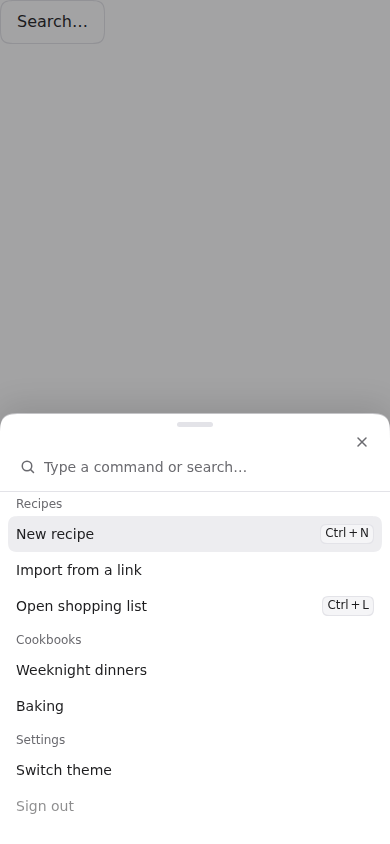 Search…
Type a command or search…
Recipes
New recipe Ctrl + N
Import from a link
Open shopping list Ctrl + L
Cookbooks
Weeknight dinners
Baking
Settings
Switch theme
Sign out